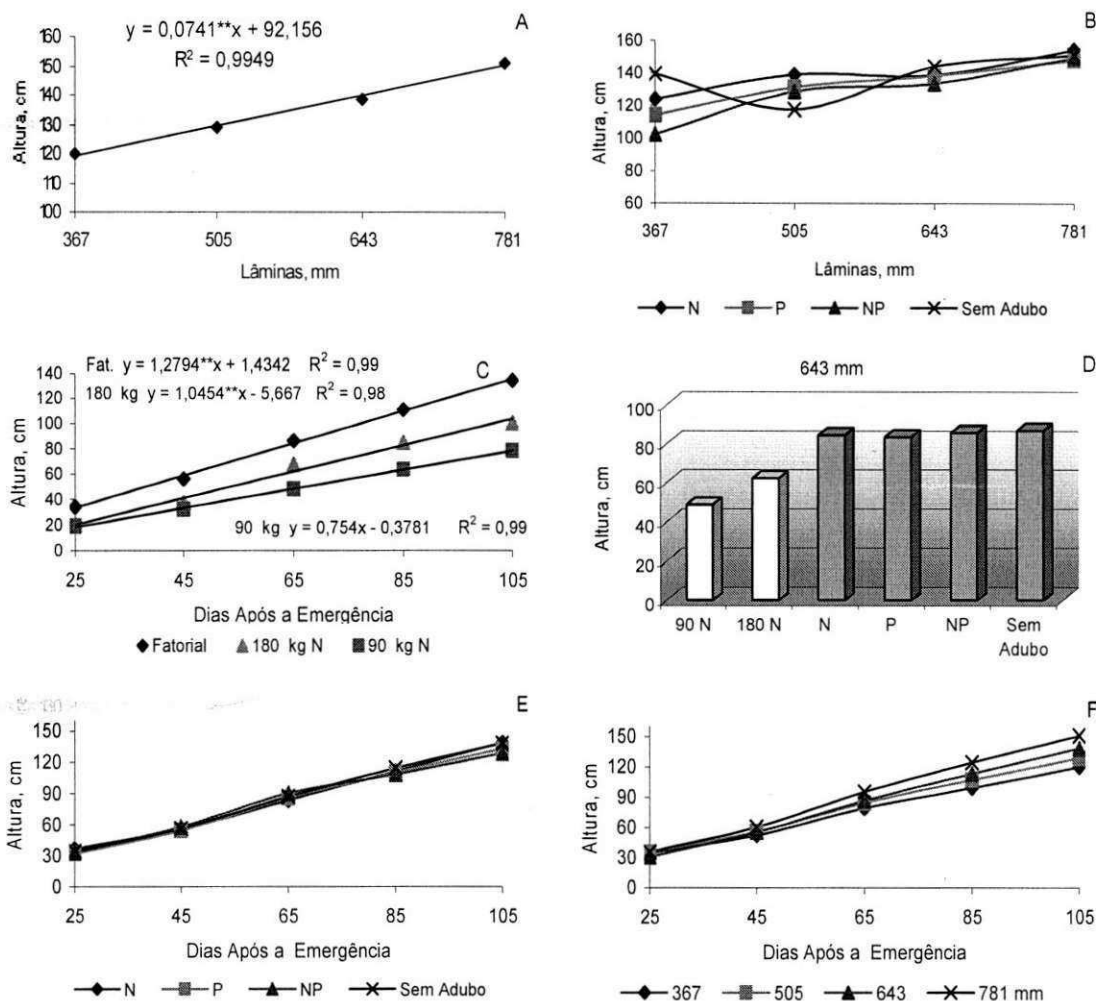 A
y = 0,0741**x + 92,156
R² = 0,9949
Altura, cm
160
150
140
130
120
110
100
367 505 643 781
Lâminas, mm
B
Altura, cm
160
140
120
100
80
60
367 505 643 781
Lâminas, mm
N P NP Sem Adubo
C
Fat. y = 1,2794**x + 1,4342 R² = 0,99
180 kg y = 1,0454**x - 5,667 R² = 0,98
90 kg y = 0,754x - 0,3781 R² = 0,99
Altura, cm
140
120
100
80
60
40
20
0
25 45 65 85 105
Dias Após a Emergência
Fatorial 180 kg N 90 kg N
D
643 mm
Altura, cm
100
80
60
40
20
0
90 N 180 N N P NP Sem
Adubo
E
Altura, cm
150
120
90
60
30
0
25 45 65 85 105
Dias Após a Emergência
N P NP Sem Adubo
F
Altura, cm
150
120
90
60
30
0
25 45 65 85 105
Dias Após a Emergência
367 505 643 781 mm